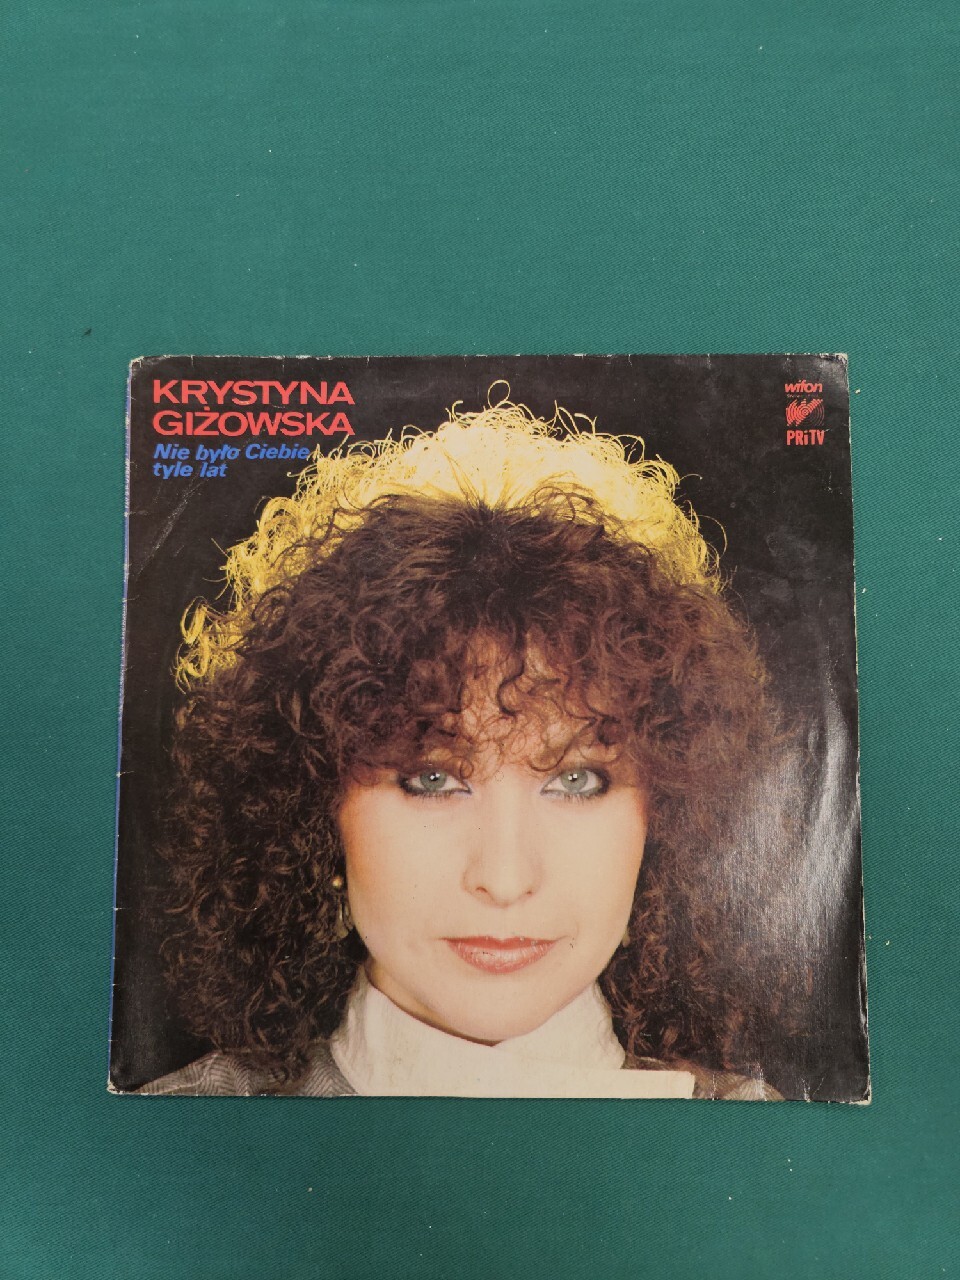 KRYSTYNA
GIŻOWSKA
Nie było Ciebie
tyle lat
wifon
PRiTV